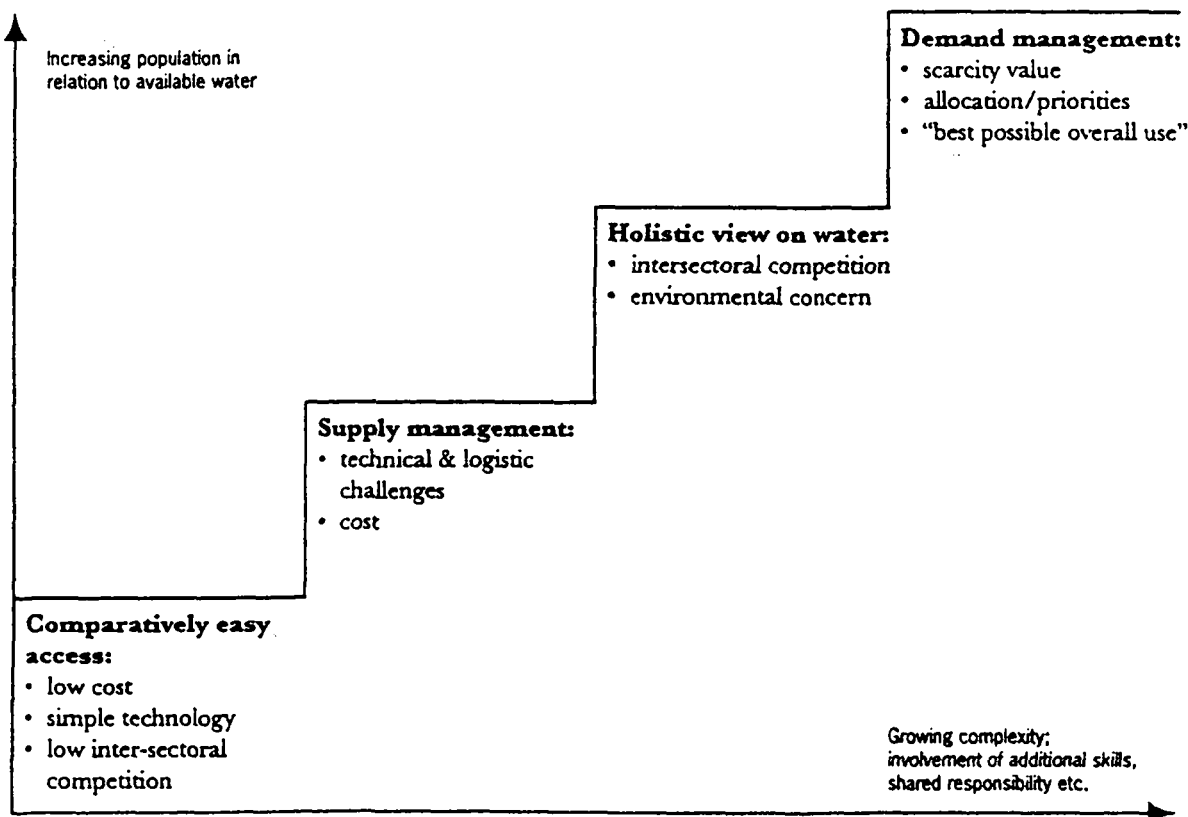 Increasing population in
relation to available water
Demand management:
• scarcity value
• allocation/priorities
• “best possible overall use”
Holistic view on water:
• intersectoral competition
• environmental concern
Supply management:
• technical & logistic
challenges
• cost
Comparatively easy
access:
• low cost
• simple technology
• low inter-sectoral
competition
Growing complexity;
involvement of additional skills,
shared responsibility etc.